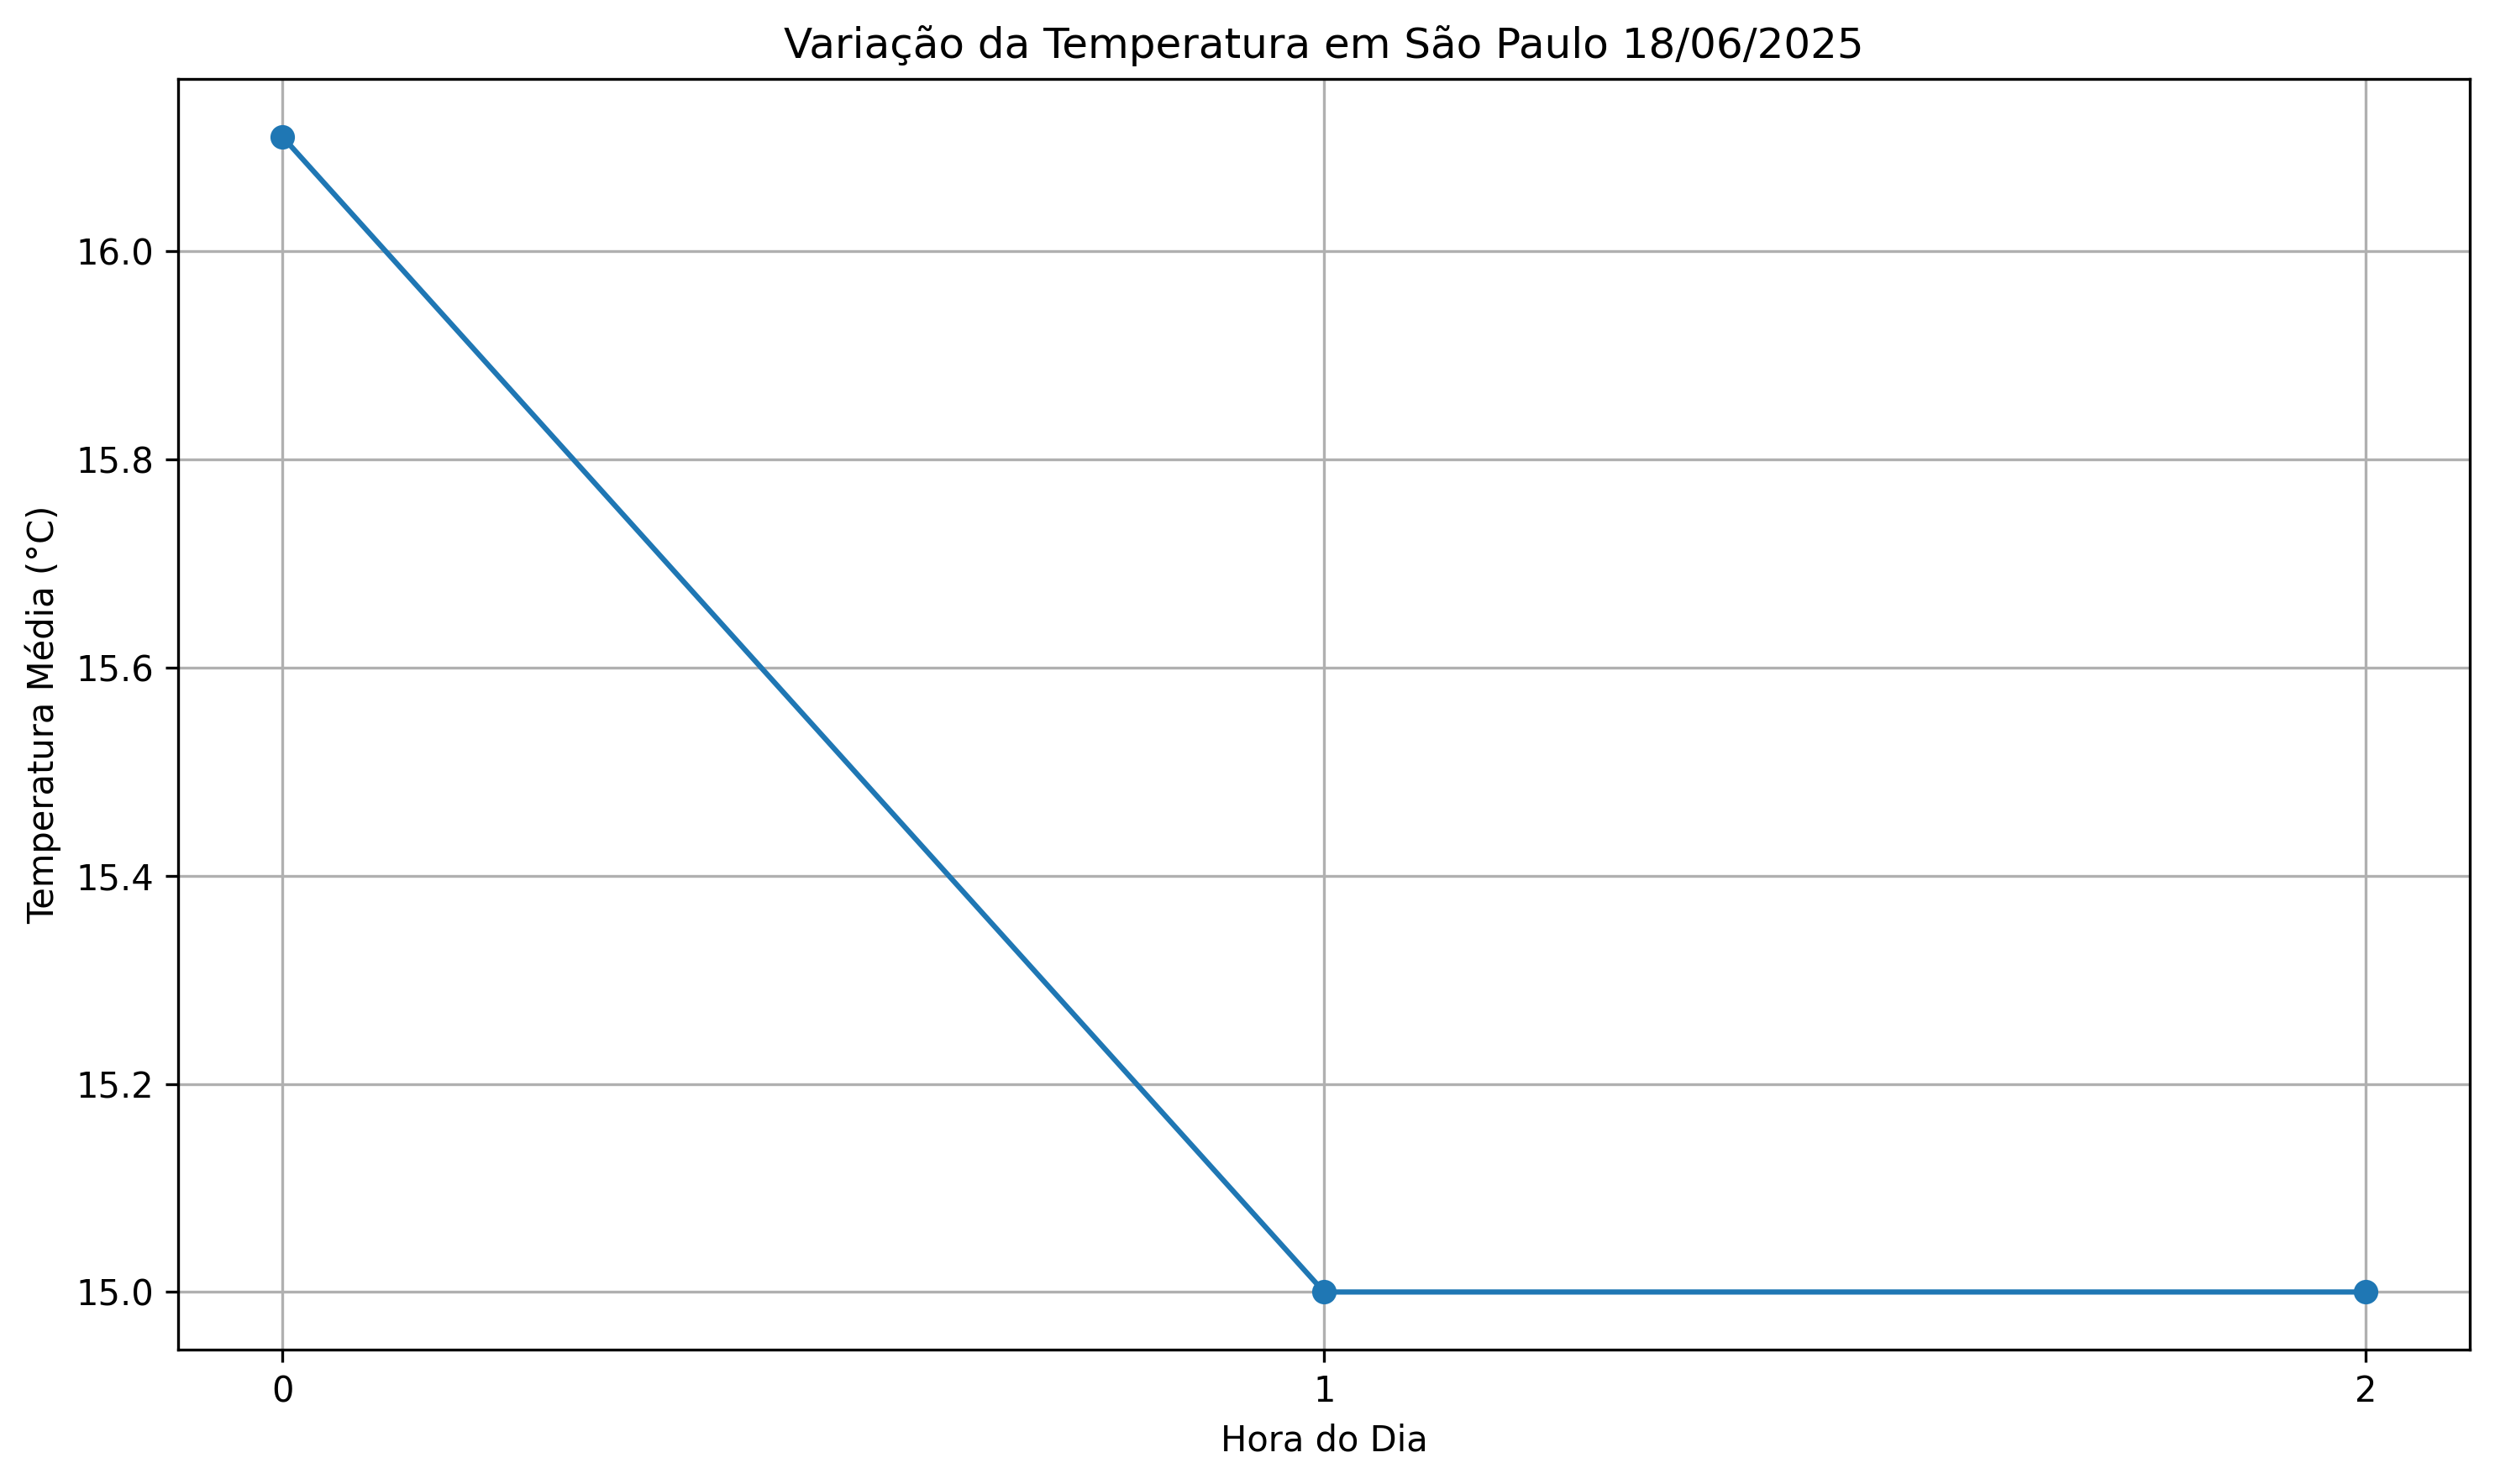 Variação da Temperatura em São Paulo 18/06/2025
Temperatura Média (°C)
16.0
15.8
15.6
15.4
15.2
15.0
0 1 2
Hora do Dia